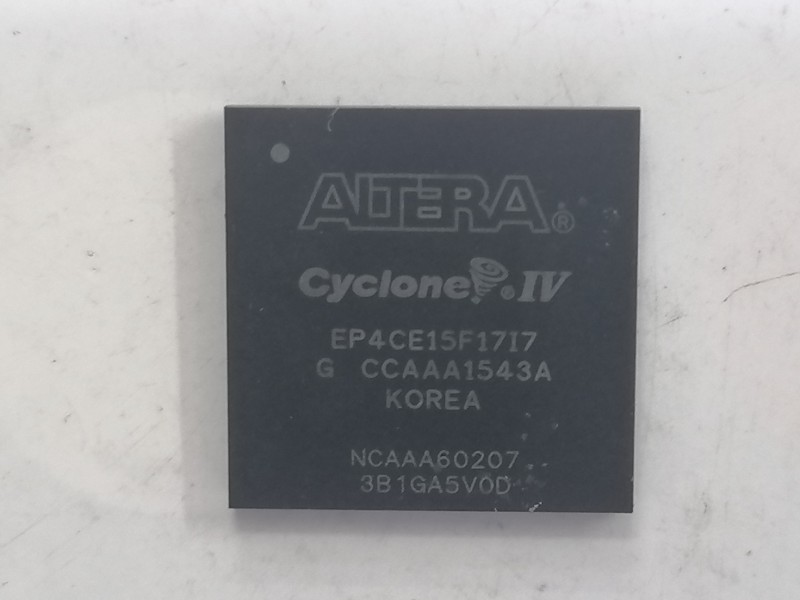 ALTERA®
Cyclone® IV
EP4CE15F17I7
G CCAAA1543A
KOREA
NCAAA60207
3B1GA5V0D